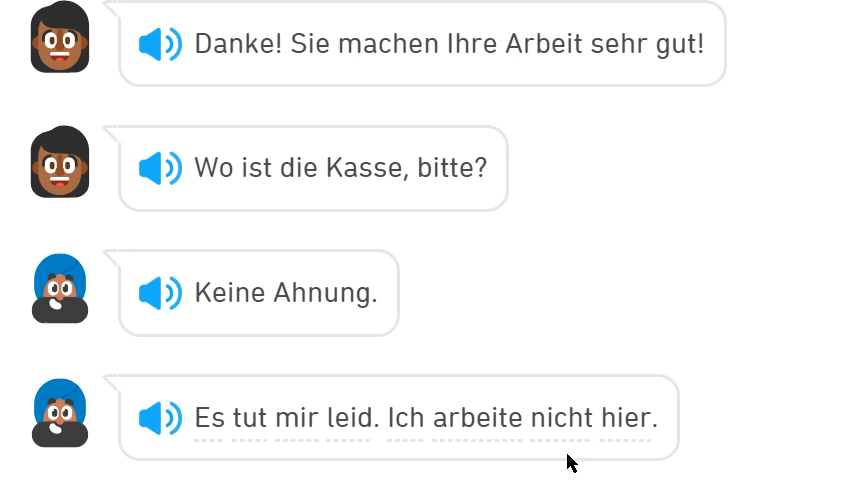 Danke! Sie machen Ihre Arbeit sehr gut!
Wo ist die Kasse, bitte?
Keine Ahnung.
Es tut mir leid. Ich arbeite nicht hier.